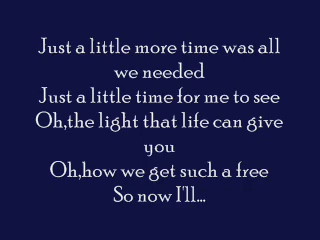 Just a little more time was all
we needed
Just a little time for me to see
Oh,the light that life can give
you
Oh,how we get such a free
So now I'll...